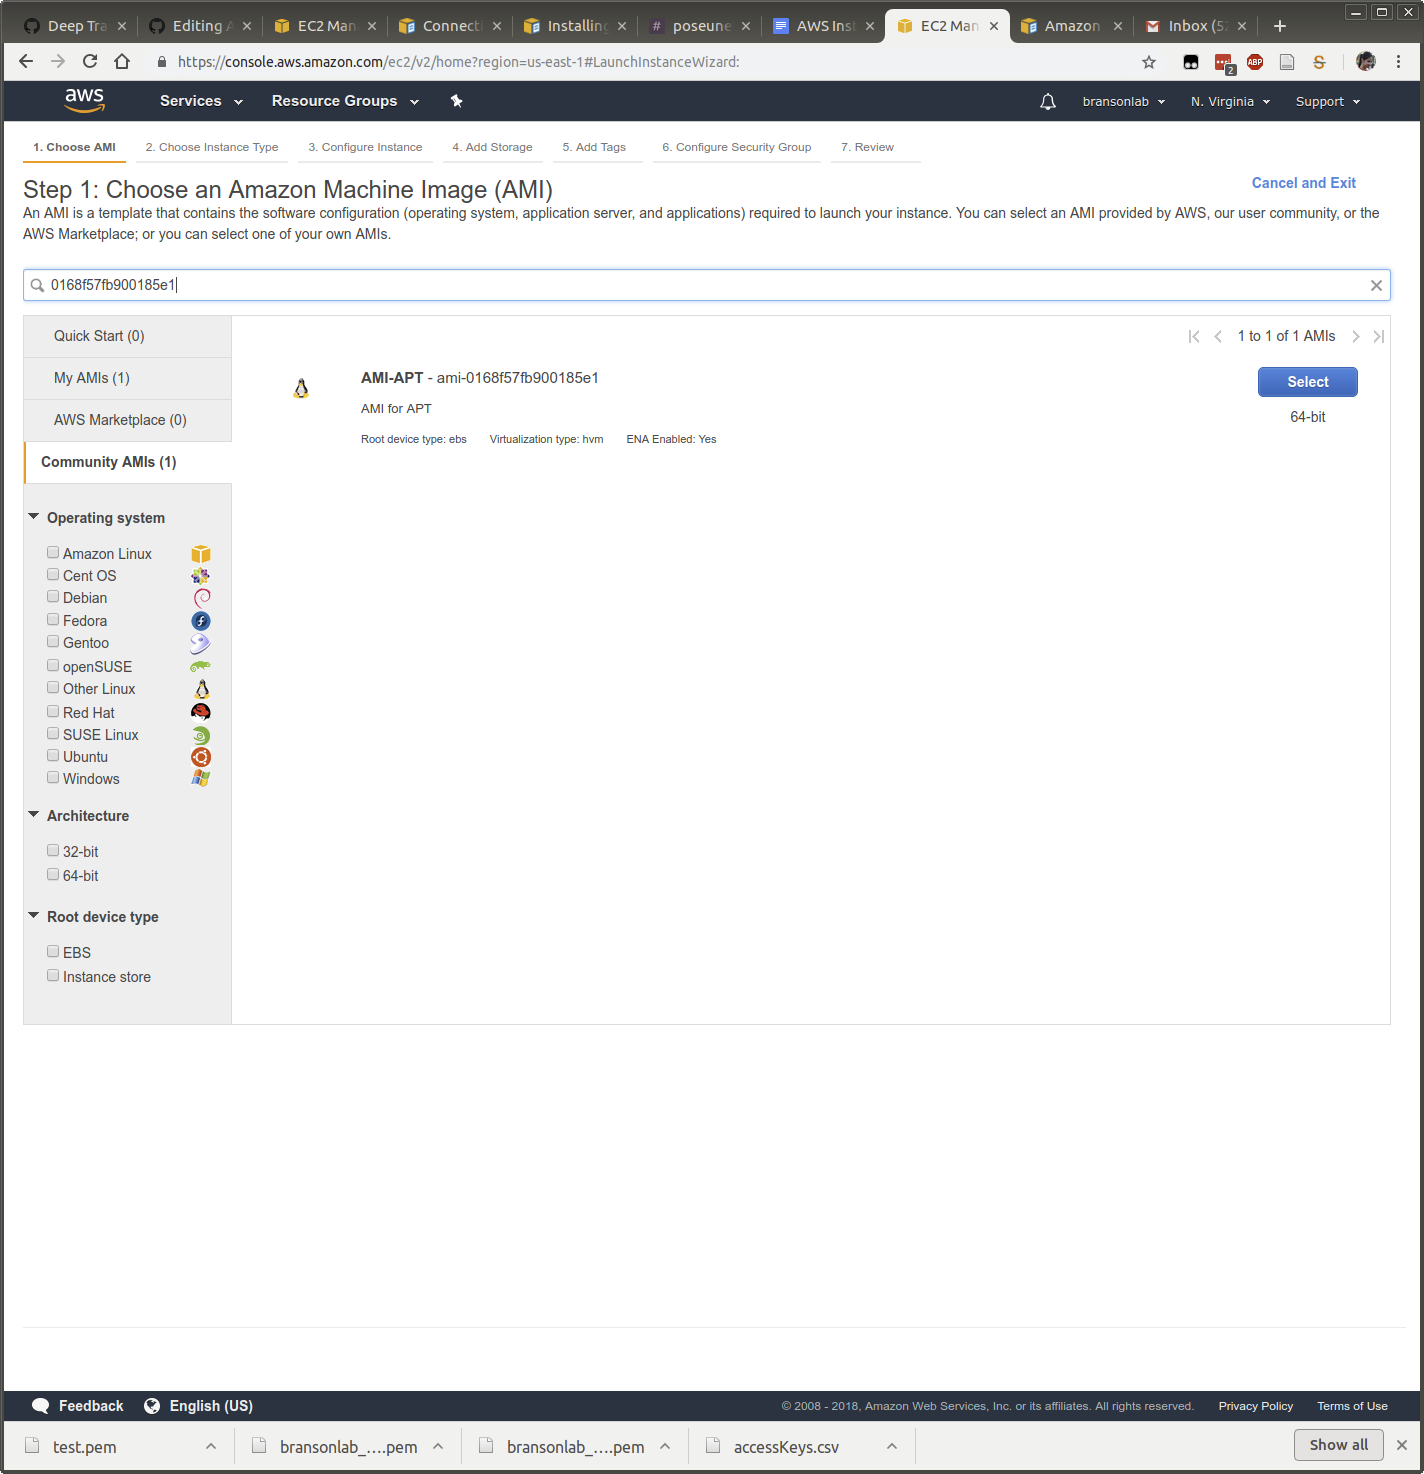 Deep Tra
Editing A
EC2 Man
Connecti
Installing
# poseune
AWS Inst
EC2 Man
Amazon
Inbox (52
https://console.aws.amazon.com/ec2/v2/home?region=us-east-1#LaunchInstanceWizard:
2
ABP
S
aws
Services
Resource Groups
bransonlab
N. Virginia
Support
1. Choose AMI
2. Choose Instance Type
3. Configure Instance
4. Add Storage
5. Add Tags
6. Configure Security Group
7. Review
Step 1: Choose an Amazon Machine Image (AMI)
Cancel and Exit
An AMI is a template that contains the software configuration (operating system, application server, and applications) required to launch your instance. You can select an AMI provided by AWS, our user community, or the
AWS Marketplace; or you can select one of your own AMIs.
0168f57fb900185e1
Quick Start (0)
My AMIs (1)
AWS Marketplace (0)
Community AMIs (1)
Operating system
Amazon Linux
Cent OS
Debian
Fedora
Gentoo
openSUSE
Other Linux
Red Hat
SUSE Linux
Ubuntu
Windows
Architecture
32-bit
64-bit
Root device type
EBS
Instance store
1 to 1 of 1 AMIs
AMI-APT - ami-0168f57fb900185e1
Select
AMI for APT
64-bit
Root device type: ebs
Virtualization type: hvm
ENA Enabled: Yes
Feedback
English (US)
© 2008 - 2018, Amazon Web Services, Inc. or its affiliates. All rights reserved.
Privacy Policy
Terms of Use
test.pem
bransonlab_....pem
bransonlab_....pem
accessKeys.csv
Show all